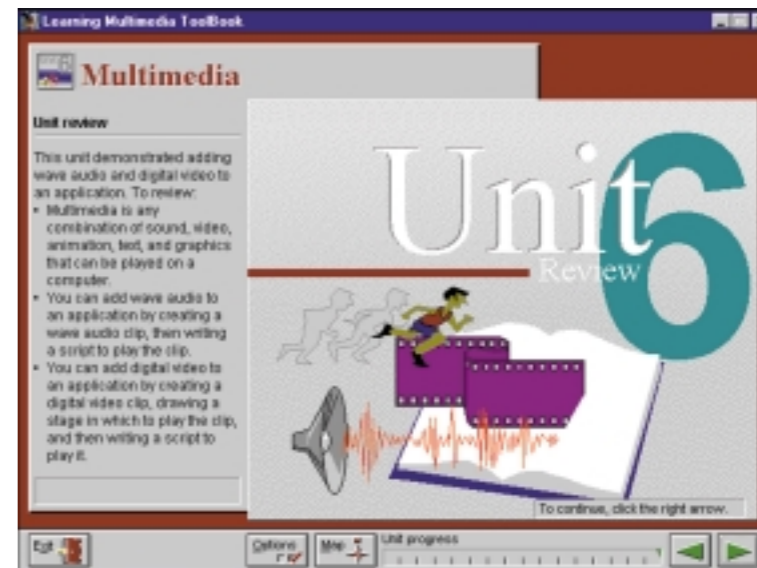 Learning Multimedia ToolBook
Multimedia
Unit review
This unit demonstrated adding
wave audio and digital video to
an application. To review:
• Multimedia is any
combination of sound, video,
animation, text, and graphics
that can be played on a
computer.
• You can add wave audio to
an application by creating a
wave audio clip, then writing
a script to play the clip.
• You can add digital video to
an application by creating a
digital video clip, drawing a
stage in which to play the clip,
and then writing a script to
play it.
Unit 6
Review
To continue, click the right arrow.
Exit
Options
Map
Unit progress